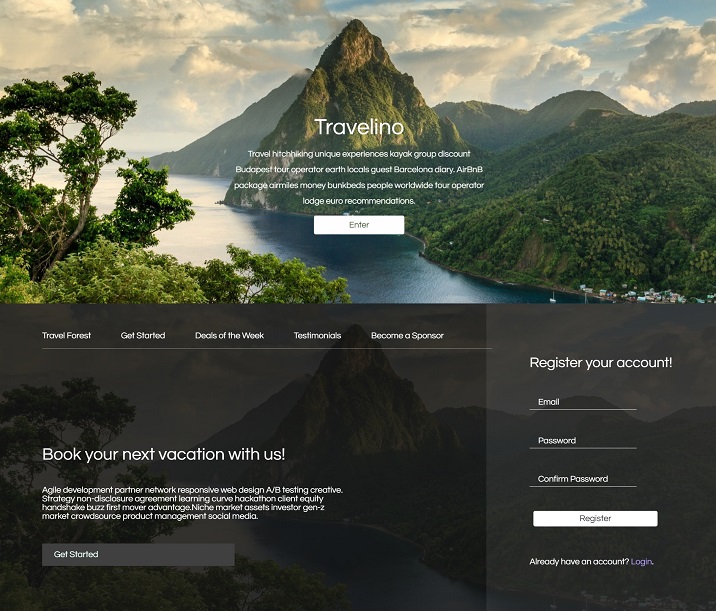 Travelino
Travel hitchhiking unique experiences kayak group discount
Budapest tour operator earth locals guest Barcelona diary. AirBnB
package airmiles money bunkbeds people worldwide tour operator
lodge euro recommendations.
Enter
Travel Forest
Get Started
Deals of the Week
Testimonials
Become a Sponsor
Book your next vacation with us!
Agile development partner network responsive web design A/B testing creative.
Strategy non-disclosure agreement learning curve hackathon client equity
handshake buzz first mover advantage.Niche market assets investor gen-z
market crowdsource product management social media.
Get Started
Register your account!
Email
Password
Confirm Password
Register
Already have an account? Login.